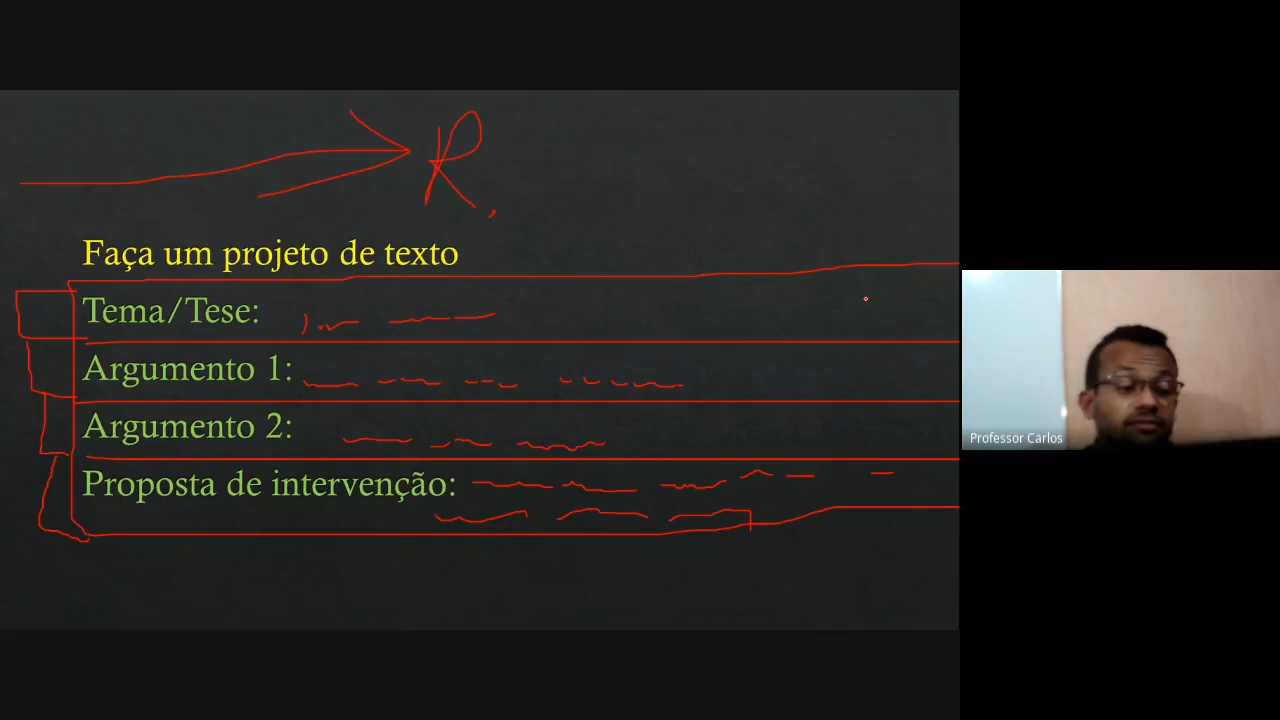 R.
Faça um projeto de texto
Tema/Tese:
Argumento 1:
Argumento 2:
Proposta de intervenção:
Professor Carlos